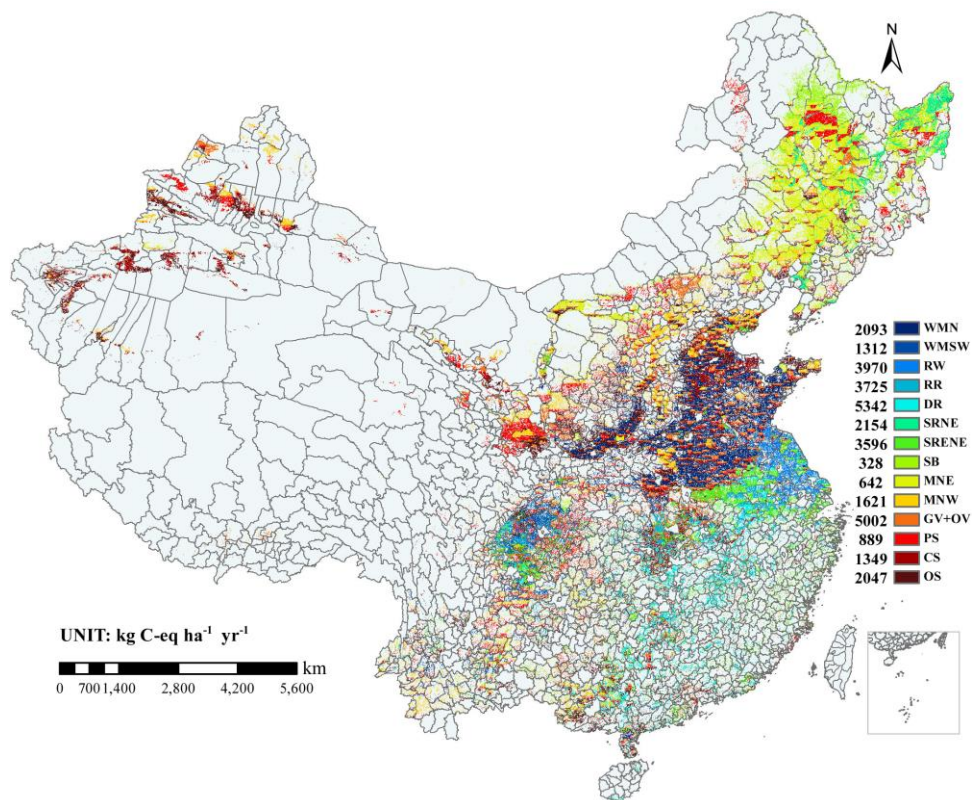 N
2093 WMN
1312 WMSW
3970 RW
3725 RR
5342 DR
2154 SRNE
3596 SRENE
328 SB
642 MNE
1621 MNW
5002 GV+OV
889 PS
1349 CS
2047 OS
UNIT: kg C-eq ha⁻¹ yr⁻¹
km
0 700 1,400 2,800 4,200 5,600